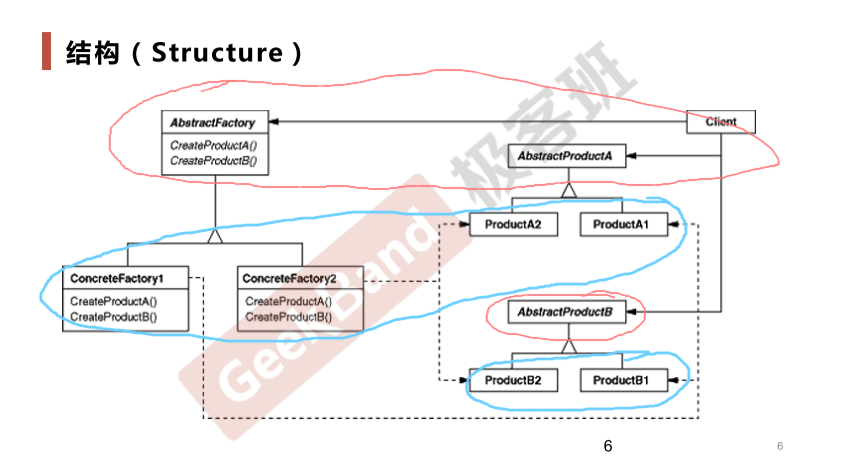 结构（Structure）
AbstractFactory
CreateProductA()
CreateProductB()
Client
AbstractProductA
ProductA2
ProductA1
ConcreteFactory1
CreateProductA()
CreateProductB()
ConcreteFactory2
CreateProductA()
CreateProductB()
AbstractProductB
ProductB2
ProductB1
GeekBand 极客班
6
6